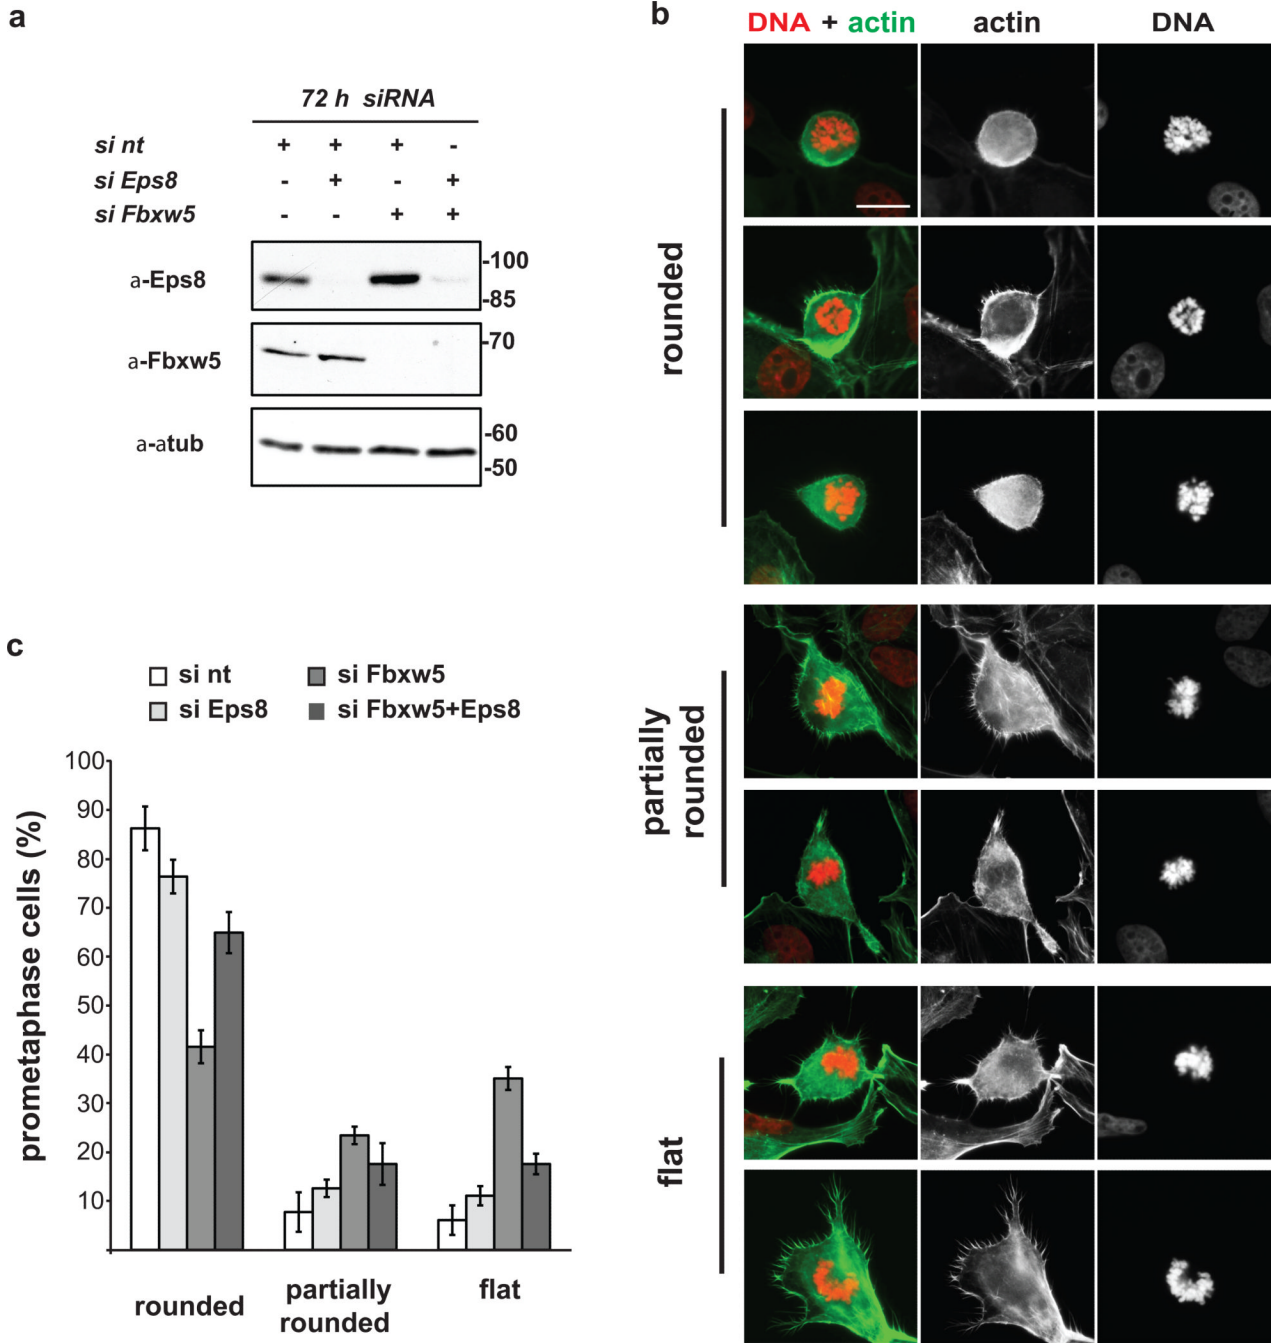 a
72 h siRNA
si nt + + + -
si Eps8 - + - +
si Fbxw5 - - + +
a-Eps8
-100
-85
a-Fbxw5
-70
a-atub
-60
-50
b
DNA + actin
actin
DNA
rounded
partially
rounded
flat
c
si nt
si Fbxw5
si Eps8
si Fbxw5+Eps8
prometaphase cells (%)
100
90
80
70
60
50
40
30
20
10
rounded
partially
rounded
flat